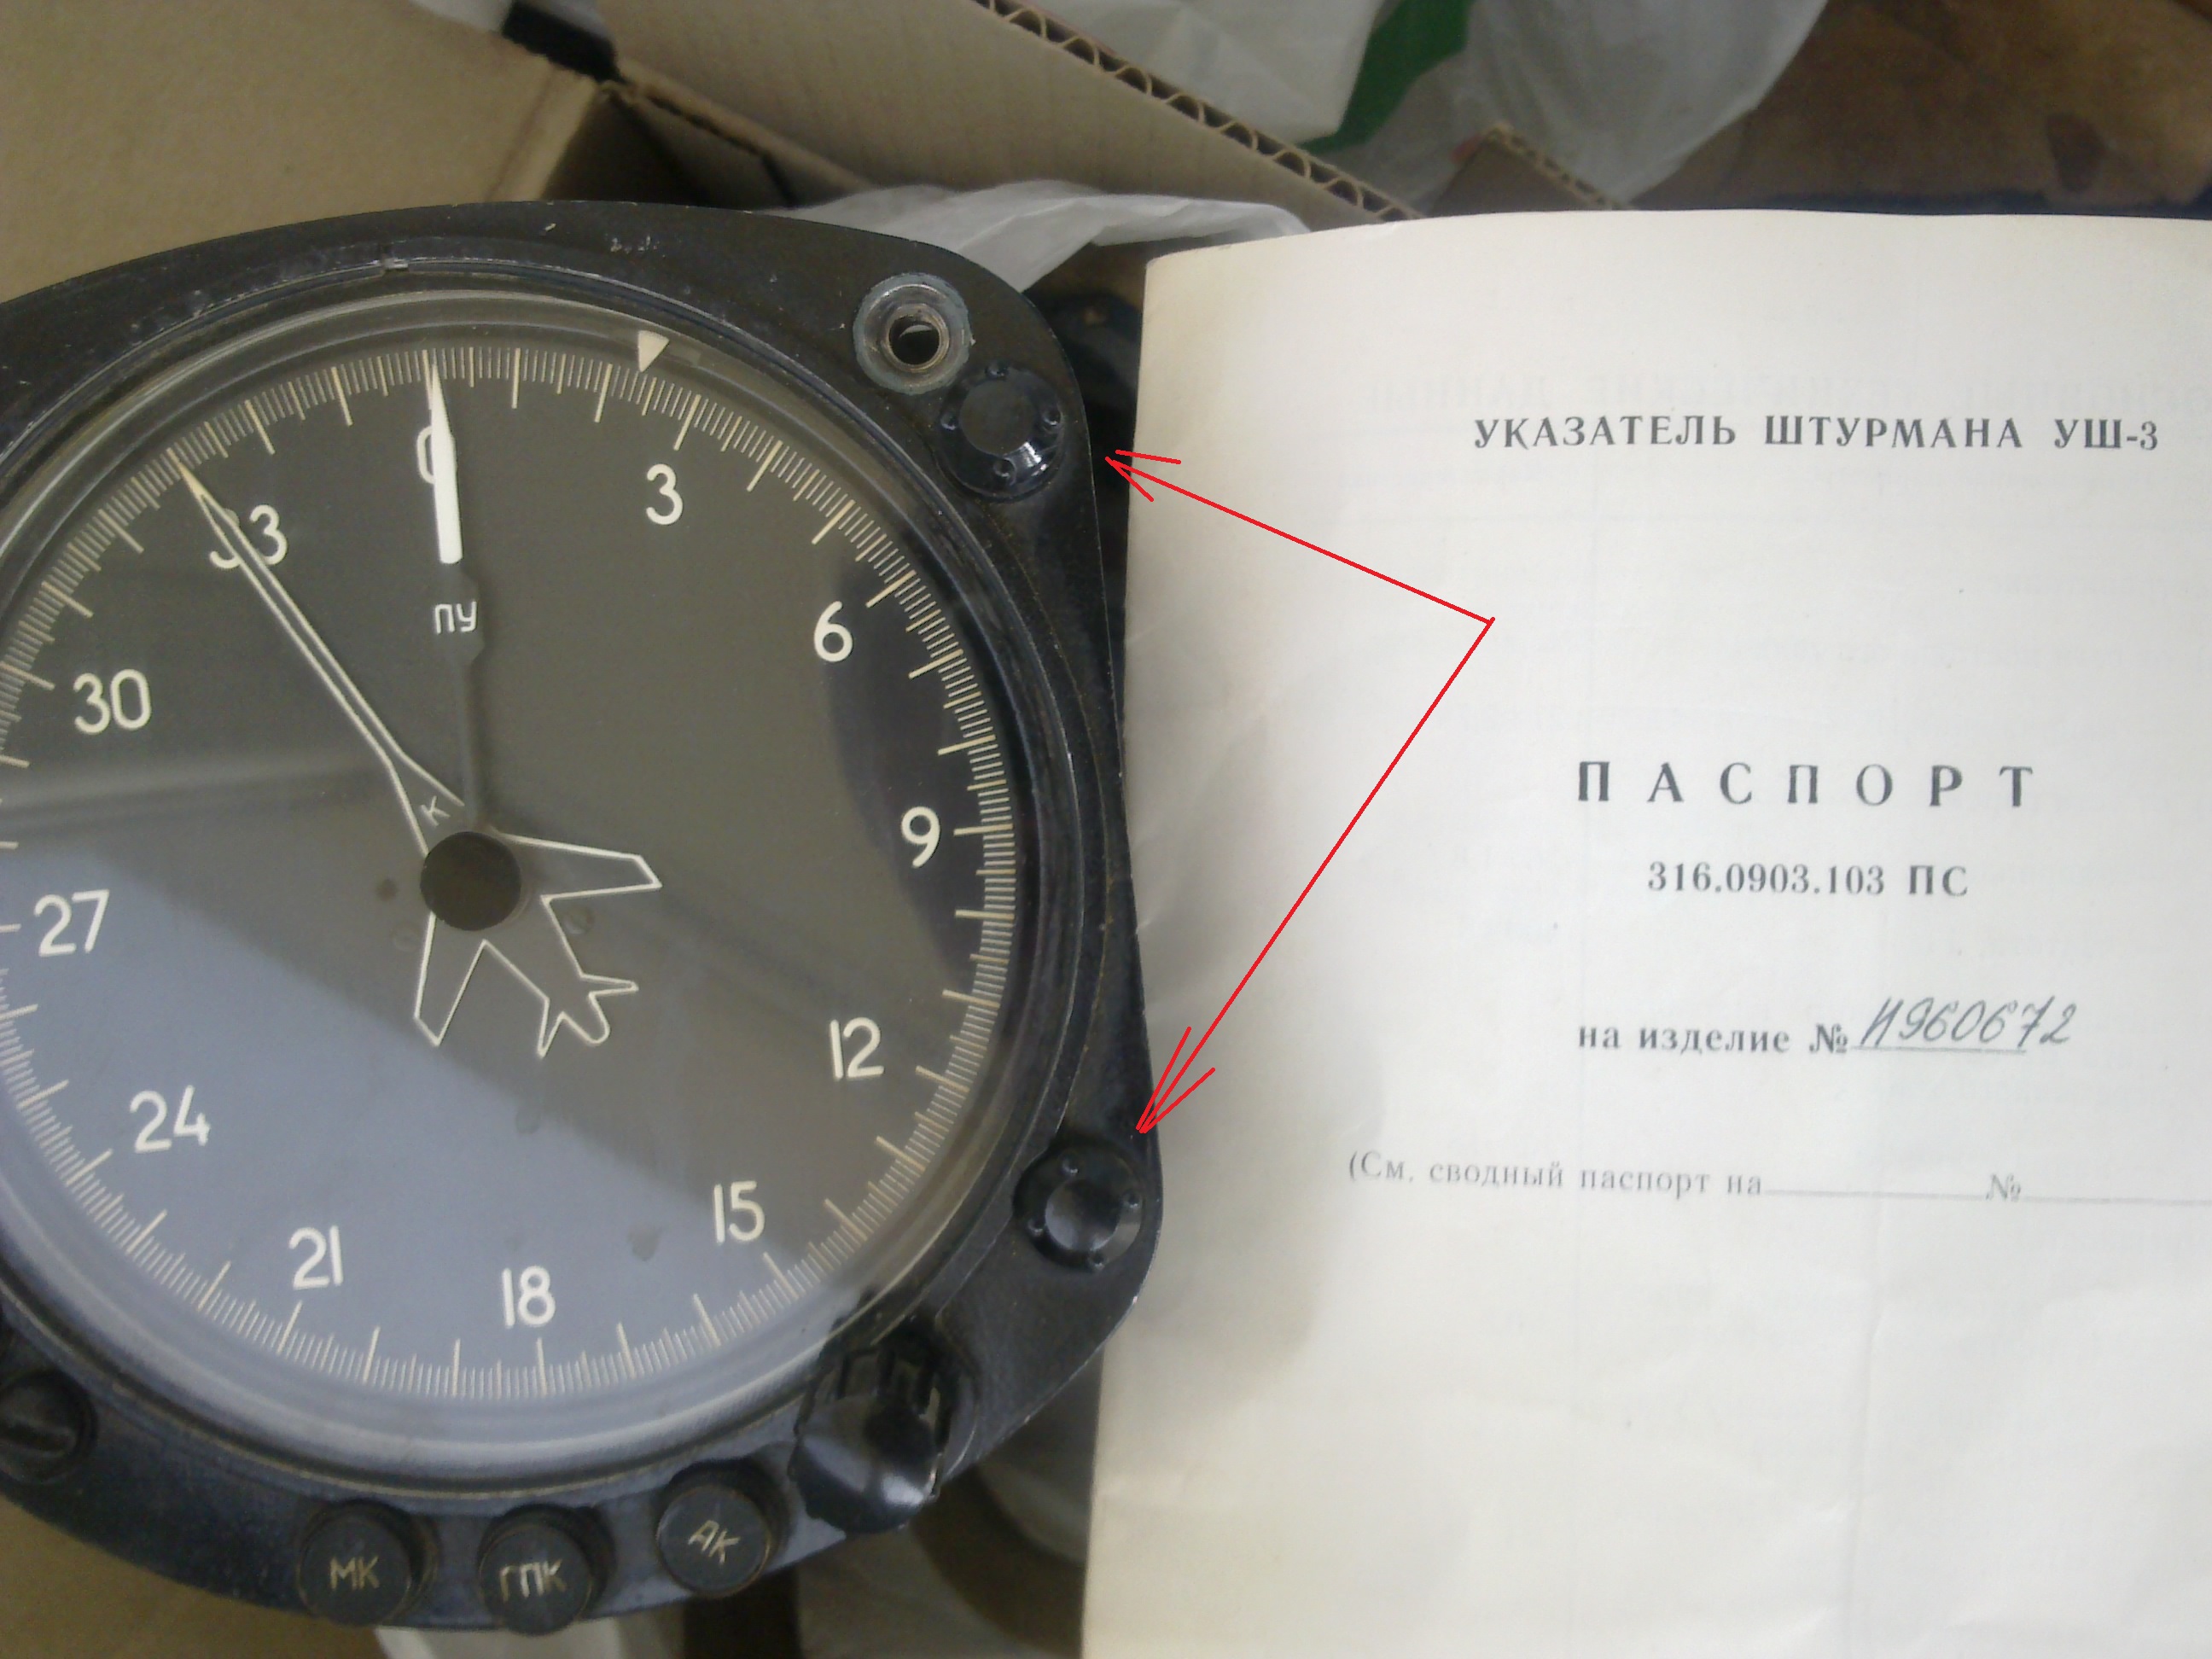 0
3
6
9
12
15
18
21
24
27
30
33
ПУ
К
МК
ГПК
АК
УКАЗАТЕЛЬ ШТУРМАНА УШ-3
ПАСПОРТ
316.0903.103 ПС
на изделие № И960672
(См. сводный паспорт на №